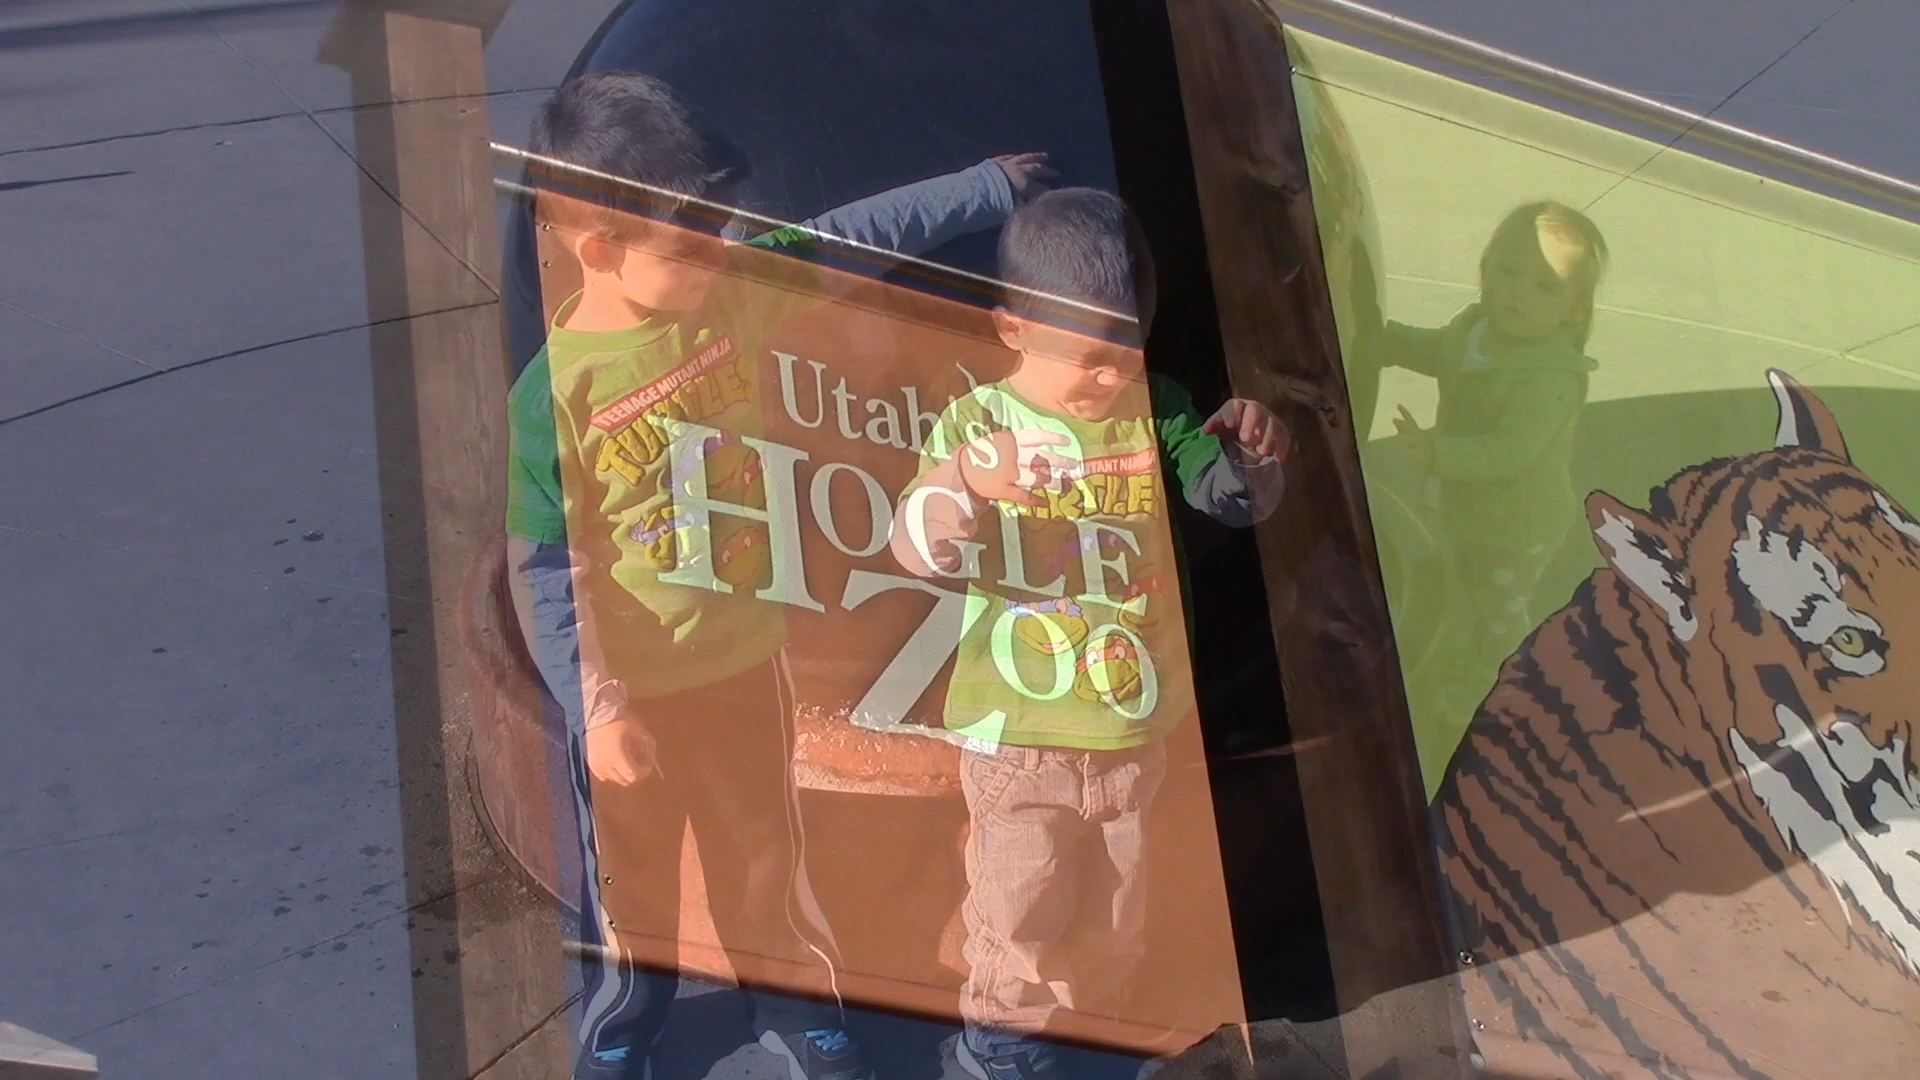 Utah's
HOGLE
ZOO
TEENAGE MUTANT NINJA
TURTLES
MUTANT NINJA
TURTLES